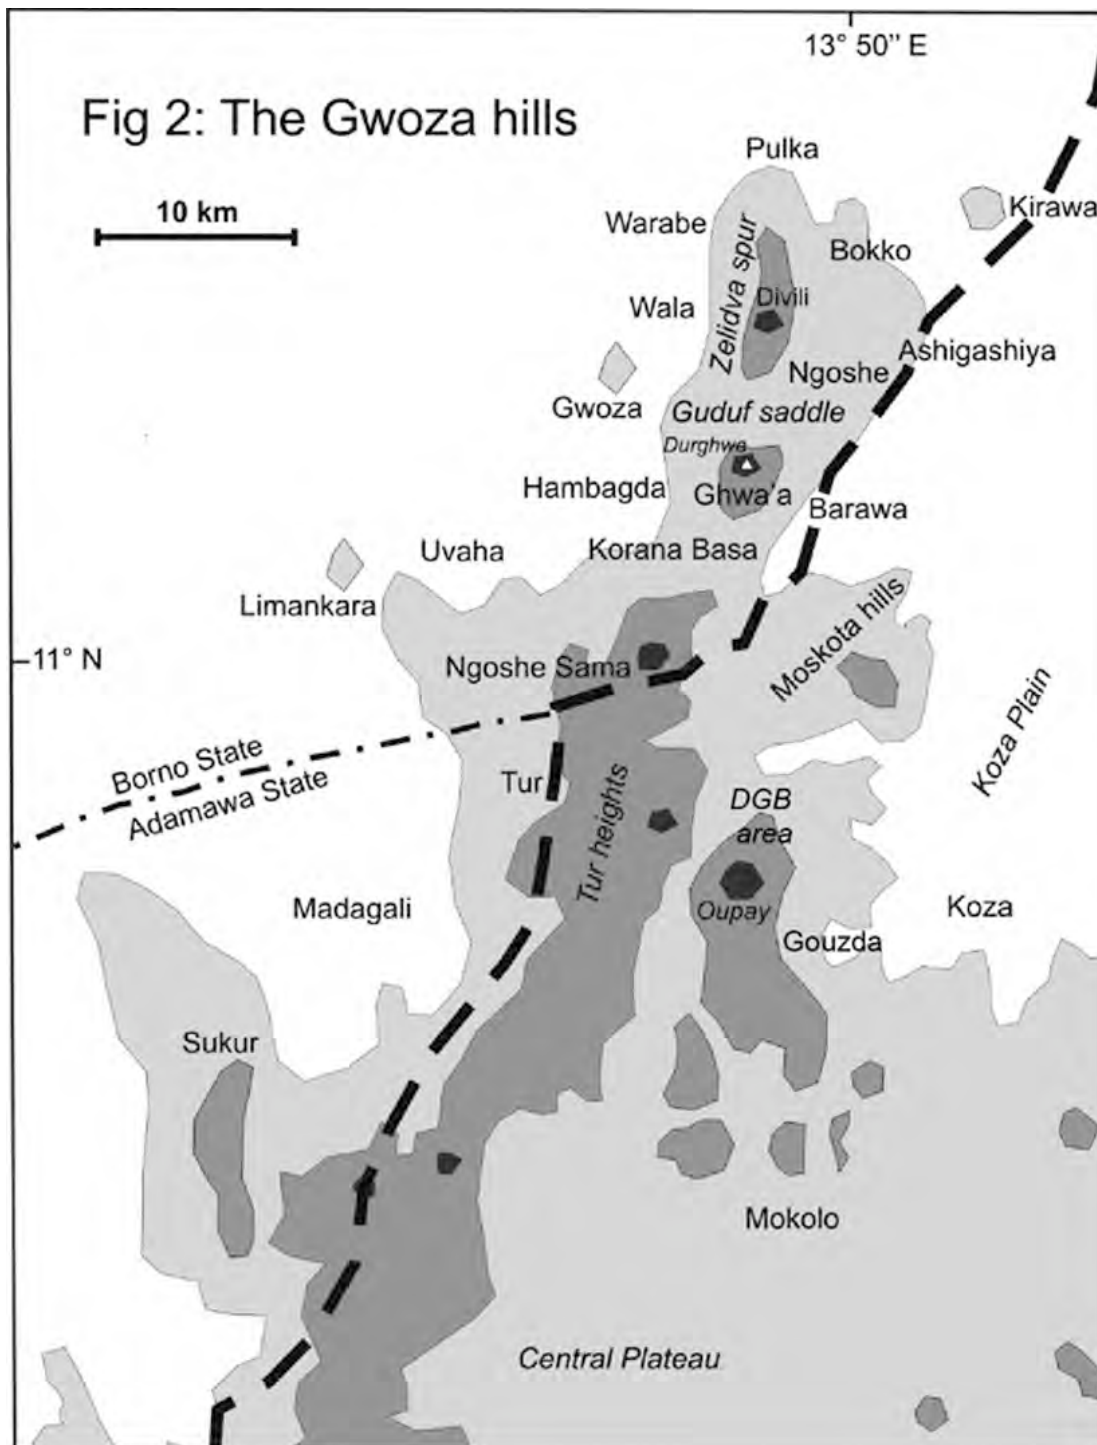 13° 50’’ E
Fig 2: The Gwoza hills
Pulka
10 km
Kirawa
Warabe
Bokko
Zelidva spur
Divili
Wala
Ashigashiya
Ngoshe
Gwoza
Guduf saddle
Durghwe
Hambagda
Ghwa'a
Barawa
Uvaha
Korana Basa
Limankara
Moskota hills
11° N
Ngoshe Sama
Koza Plain
Borno State
Adamawa State
Tur
Tur heights
DGB
area
Madagali
Oupay
Koza
Gouzda
Sukur
Mokolo
Central Plateau